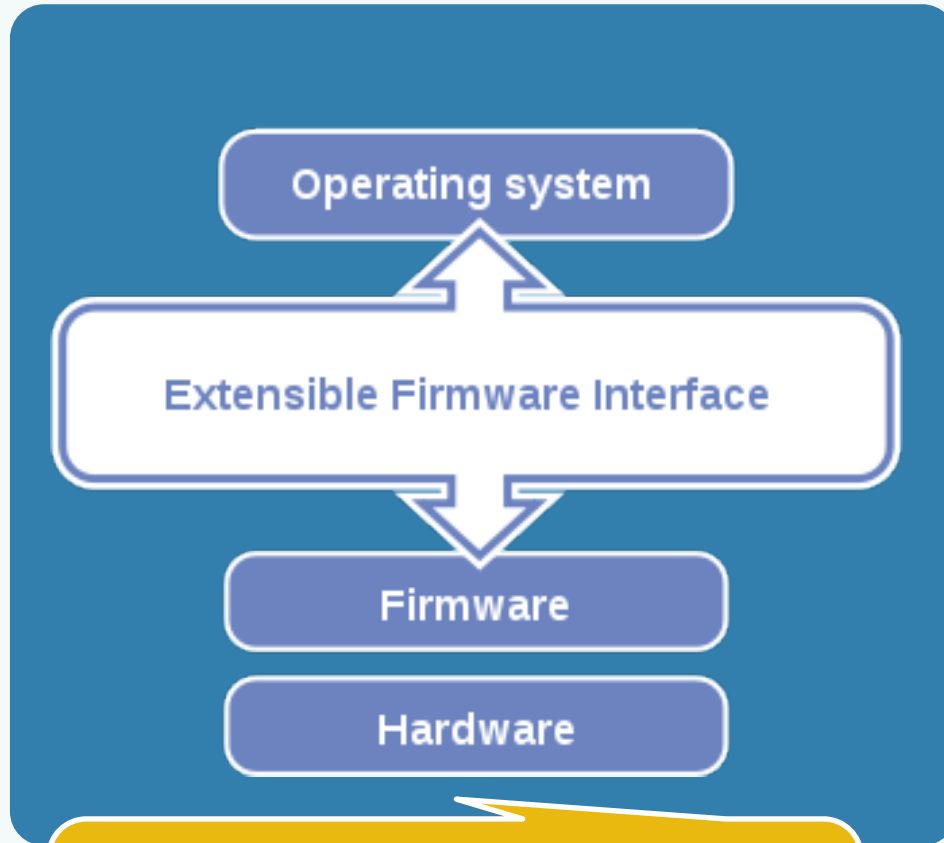 Operating system
Extensible Firmware Interface
Firmware
Hardware